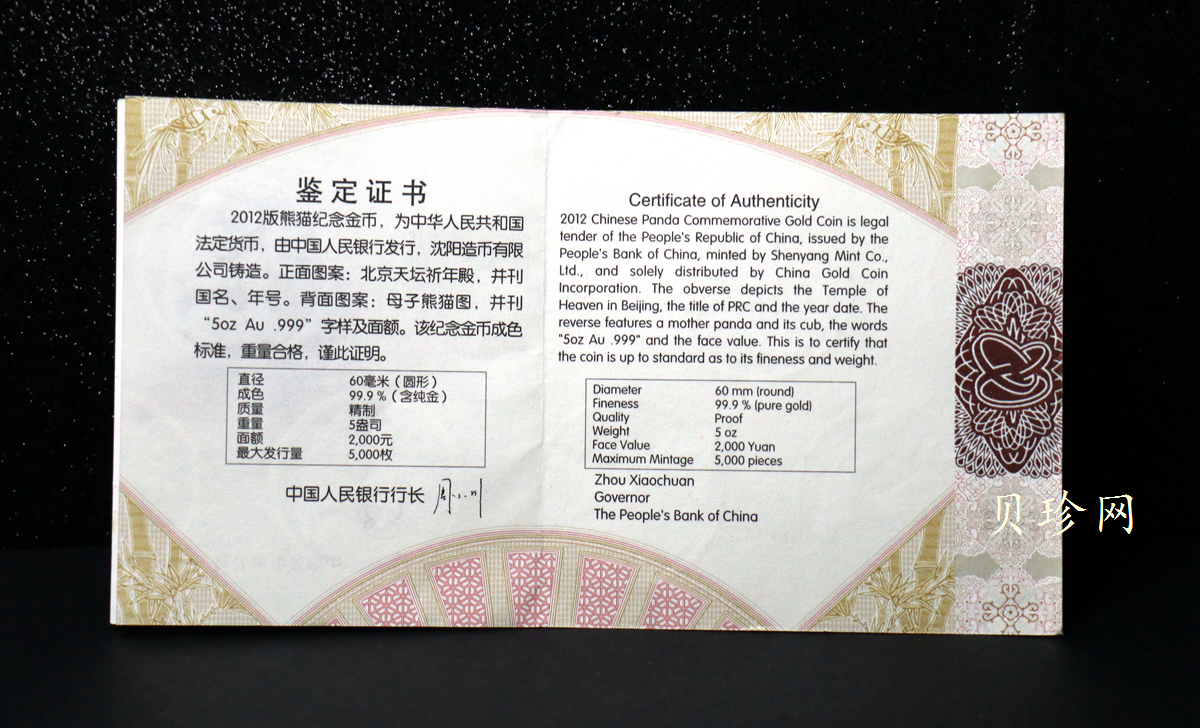 鉴定证书
2012版熊猫纪念金币，为中华人民共和国
法定货币，由中国人民银行发行，沈阳造币有限
公司铸造。正面图案：北京天坛祈年殿，并刊
国名、年号。背面图案：母子熊猫图，并刊
“5oz Au .999”字样及面额。该纪念金币成色
标准，重量合格，谨此证明。
直径 60毫米（圆形）
成色 99.9%（含纯金）
质量 精制
重量 5盎司
面额 2,000元
最大发行量 5,000枚
中国人民银行行长 周小川
Certificate of Authenticity
2012 Chinese Panda Commemorative Gold Coin is legal
tender of the People's Republic of China, issued by the
People's Bank of China, minted by Shenyang Mint Co.,
Ltd., and solely distributed by China Gold Coin
Incorporation. The obverse depicts the Temple of
Heaven in Beijing, the title of PRC and the year date. The
reverse features a mother panda and its cub, the words
"5oz Au .999" and the face value. This is to certify that
the coin is up to standard as to its fineness and weight.
Diameter 60 mm (round)
Fineness 99.9 % (pure gold)
Quality Proof
Weight 5 oz
Face Value 2,000 Yuan
Maximum Mintage 5,000 pieces
Zhou Xiaochuan
Governor
The People's Bank of China
贝珍网